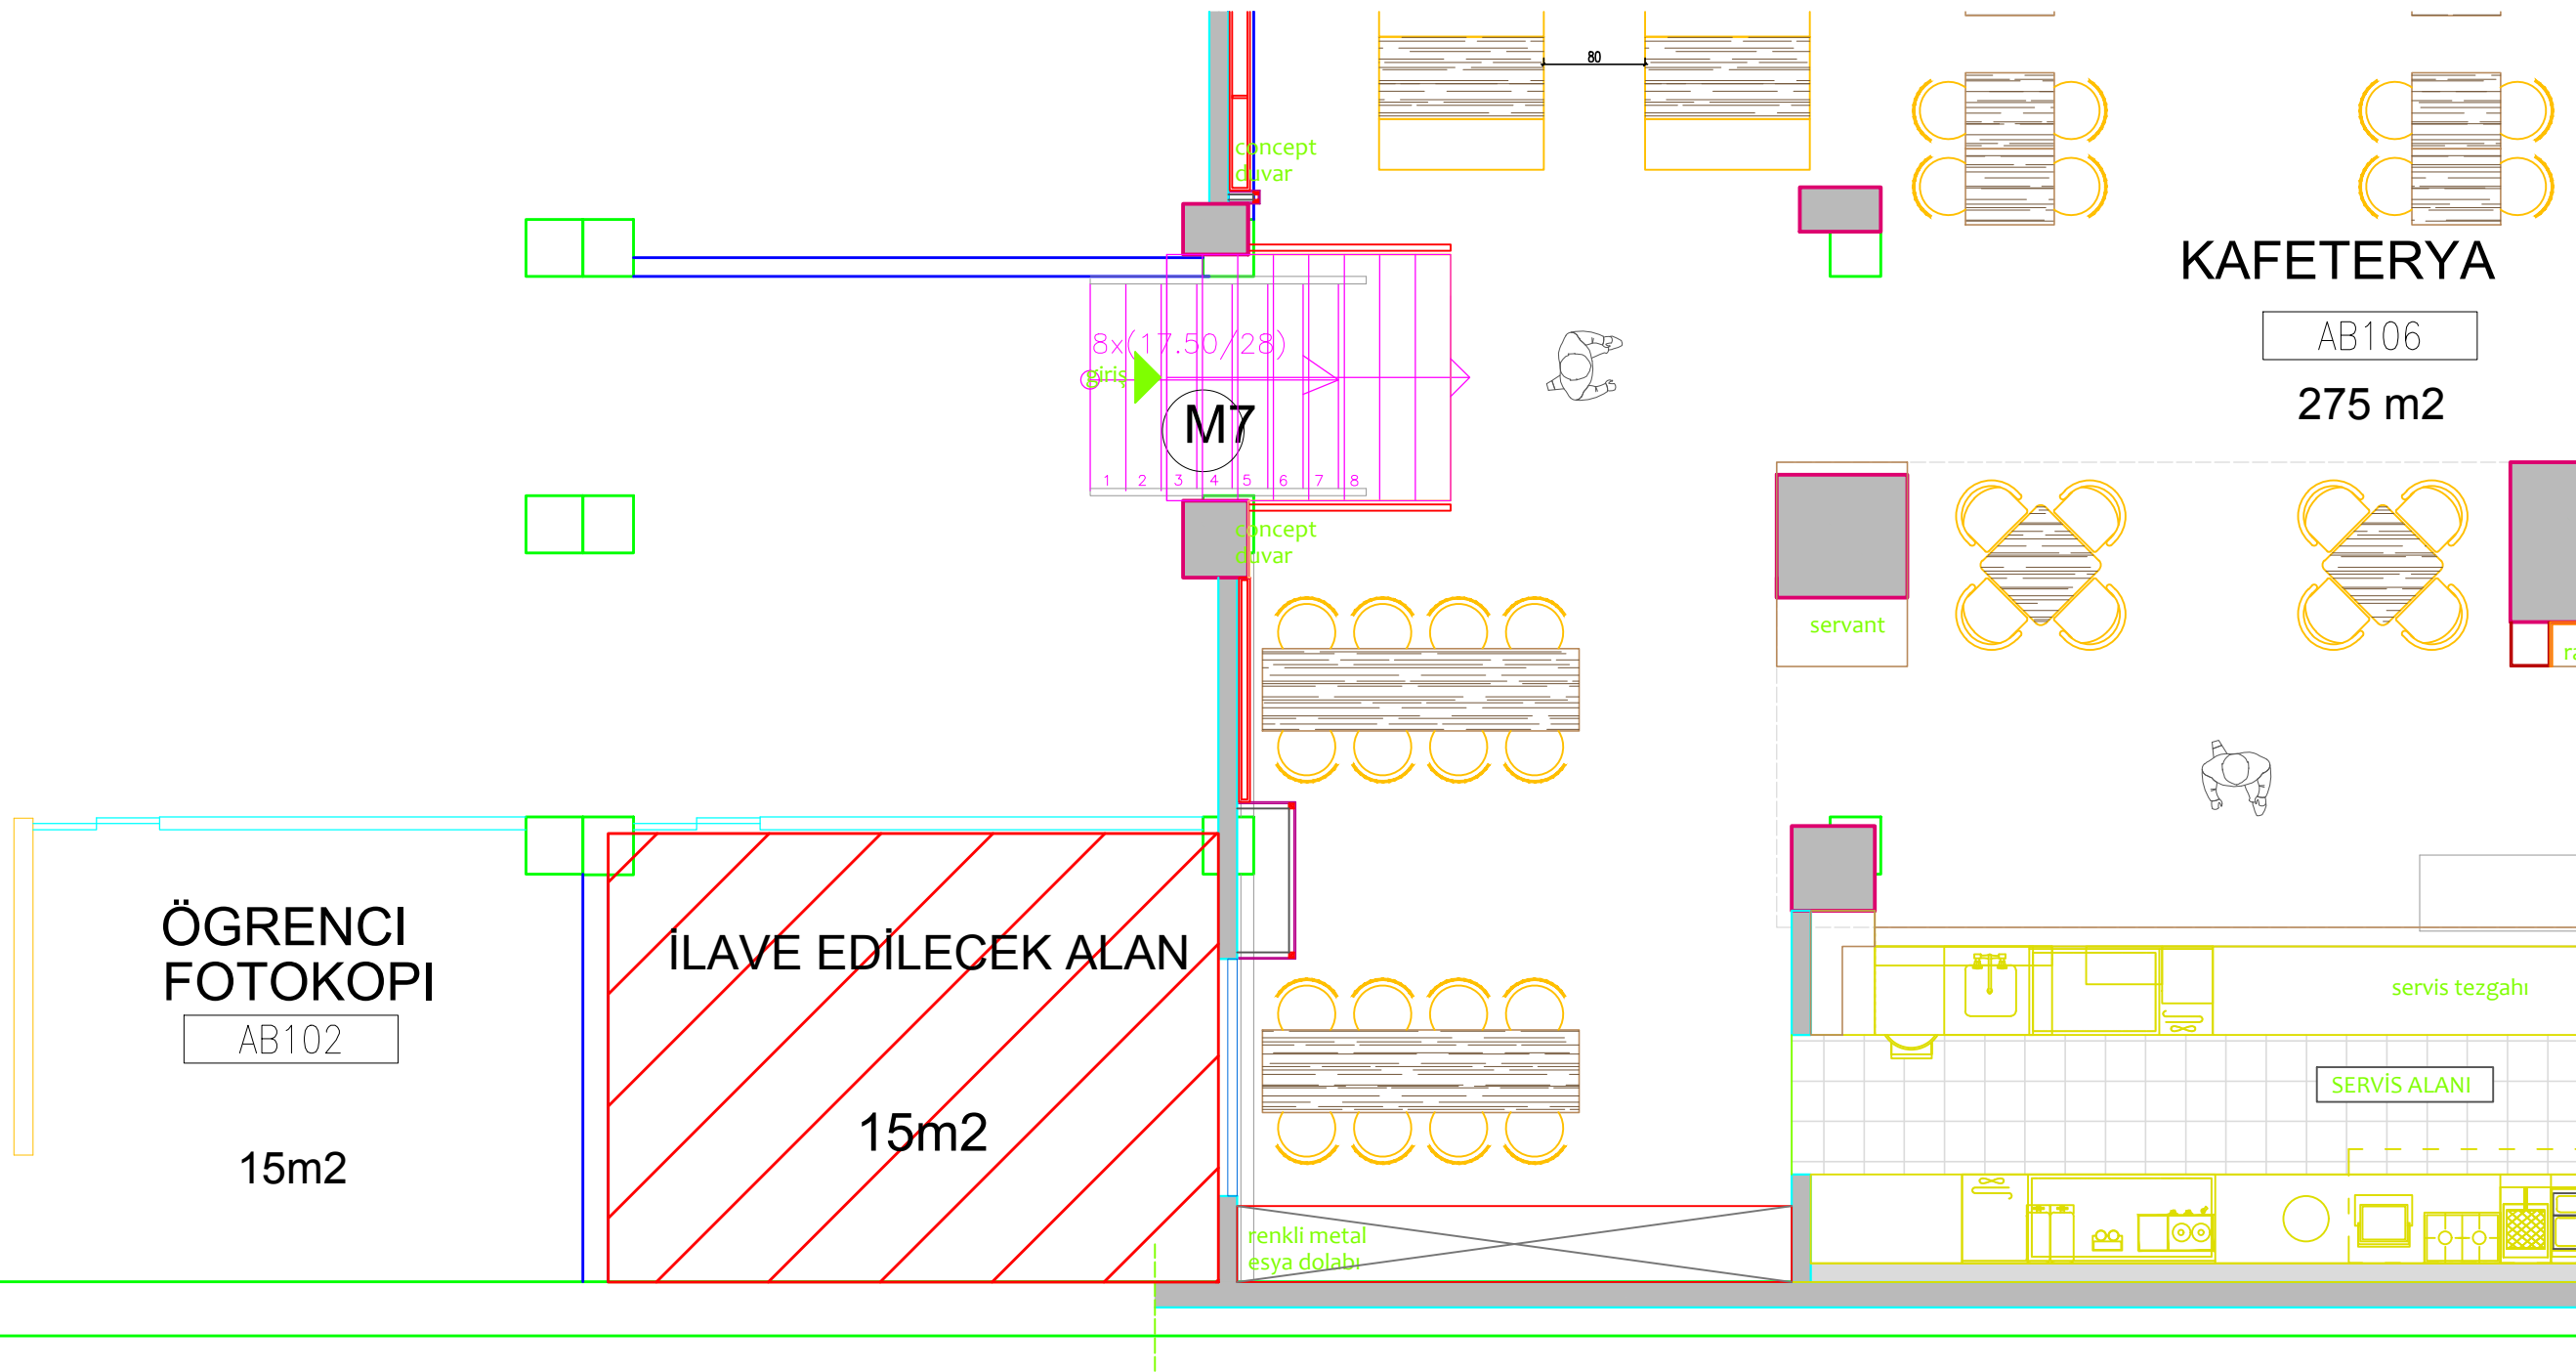 80
concept
duvar
KAFETERYA
AB106
275 m2
8x(17.50/28)
giriş
M7
1 2 3 4 5 6 7 8
concept
duvar
servant
ÖGRENCI
FOTOKOPI
AB102
15m2
İLAVE EDİLECEK ALAN
15m2
servis tezgahı
SERVİS ALANI
renkli metal
esya dolabı